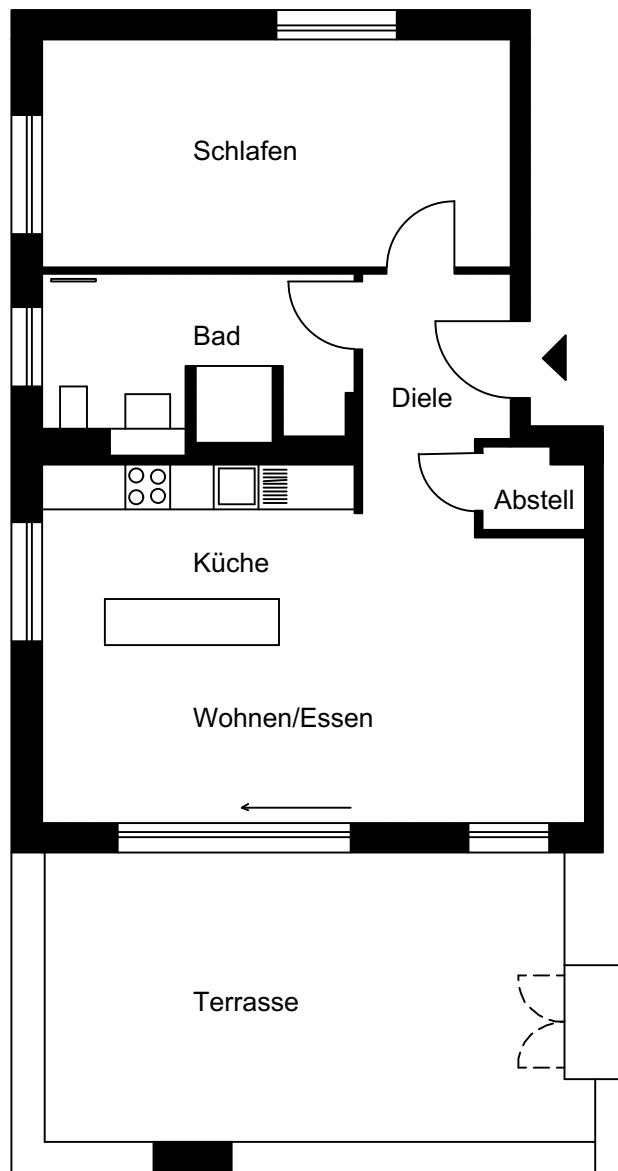 Schlafen
Bad
Diele
Abstell
Küche
Wohnen/Essen
Terrasse